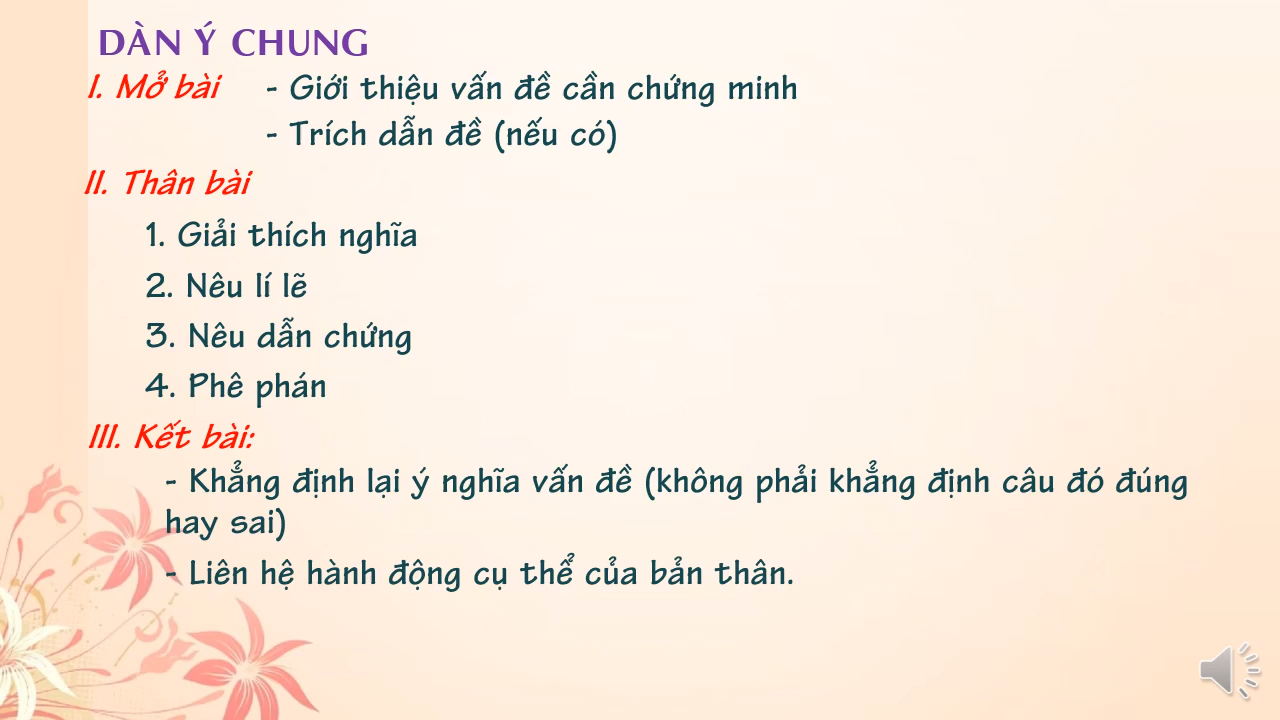 DÀN Ý CHUNG
I. Mở bài - Giới thiệu vấn đề cần chứng minh
- Trích dẫn đề (nếu có)
II. Thân bài
1. Giải thích nghĩa
2. Nêu lí lẽ
3. Nêu dẫn chứng
4. Phê phán
III. Kết bài:
- Khẳng định lại ý nghĩa vấn đề (không phải khẳng định câu đó đúng
hay sai)
- Liên hệ hành động cụ thể của bản thân.